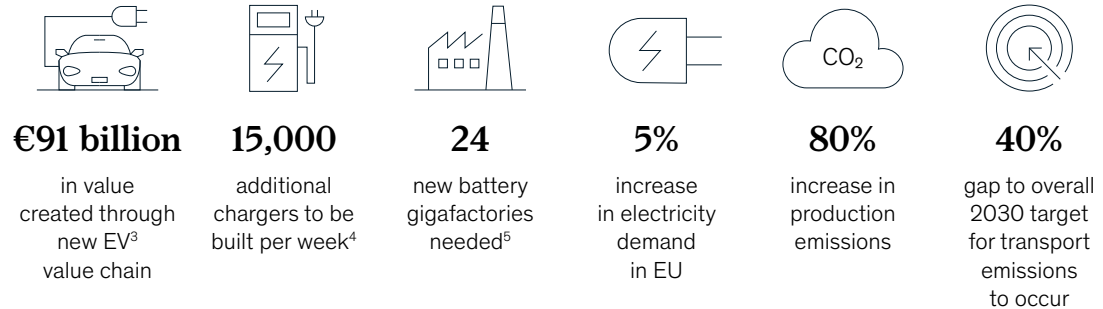 CO₂
€91 billion
in value
created through
new EV³
value chain
15,000
additional
chargers to be
built per week⁴
24
new battery
gigafactories
needed⁵
5%
increase
in electricity
demand
in EU
80%
increase in
production
emissions
40%
gap to overall
2030 target
for transport
emissions
to occur